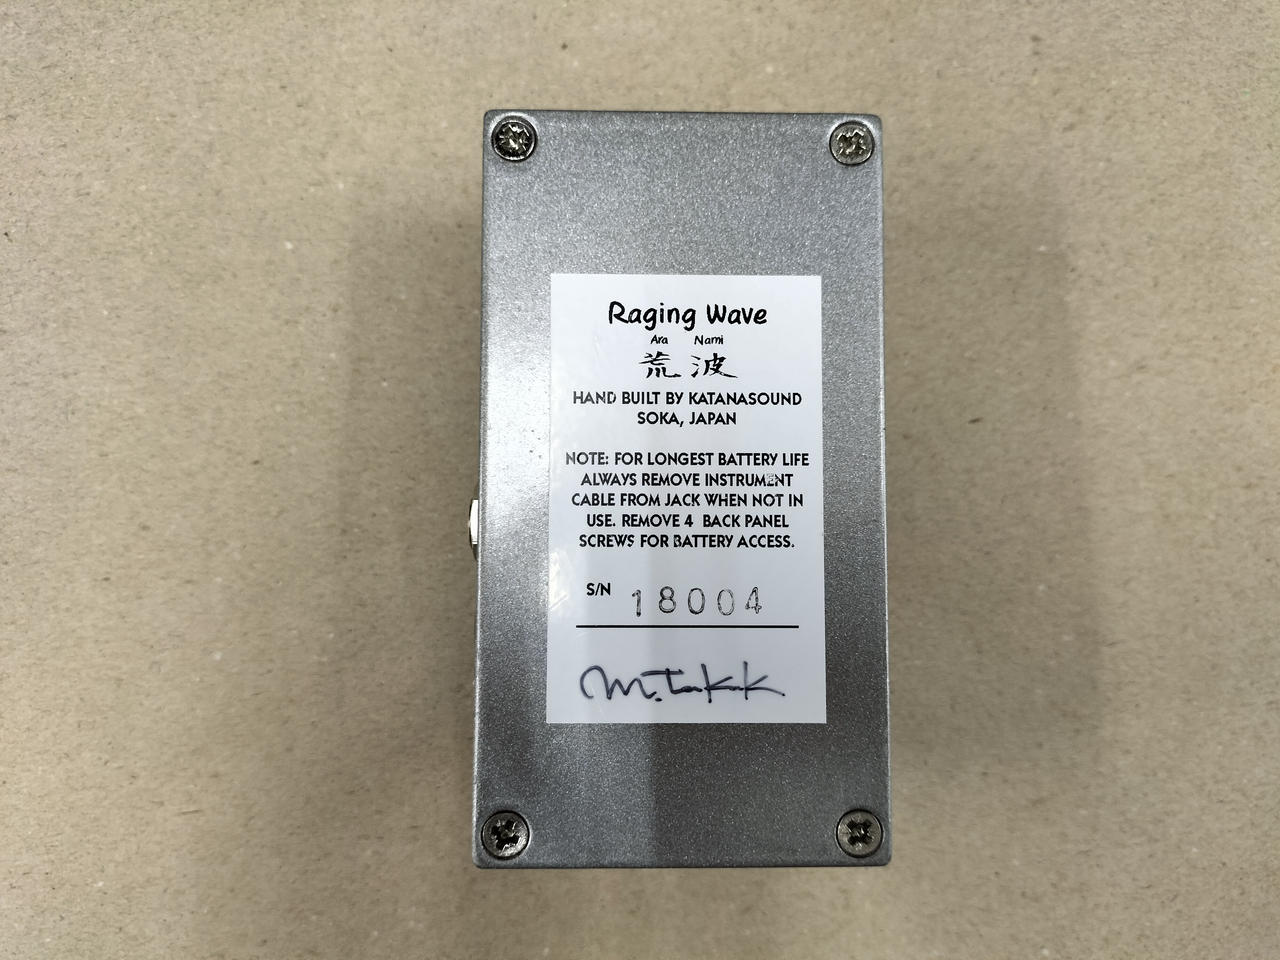 Raging Wave
Ara Nami
荒波
HAND BUILT BY KATANASOUND
SOKA, JAPAN
NOTE: FOR LONGEST BATTERY LIFE
ALWAYS REMOVE INSTRUMENT
CABLE FROM JACK WHEN NOT IN
USE. REMOVE 4 BACK PANEL
SCREWS FOR BATTERY ACCESS.
S/N 18004